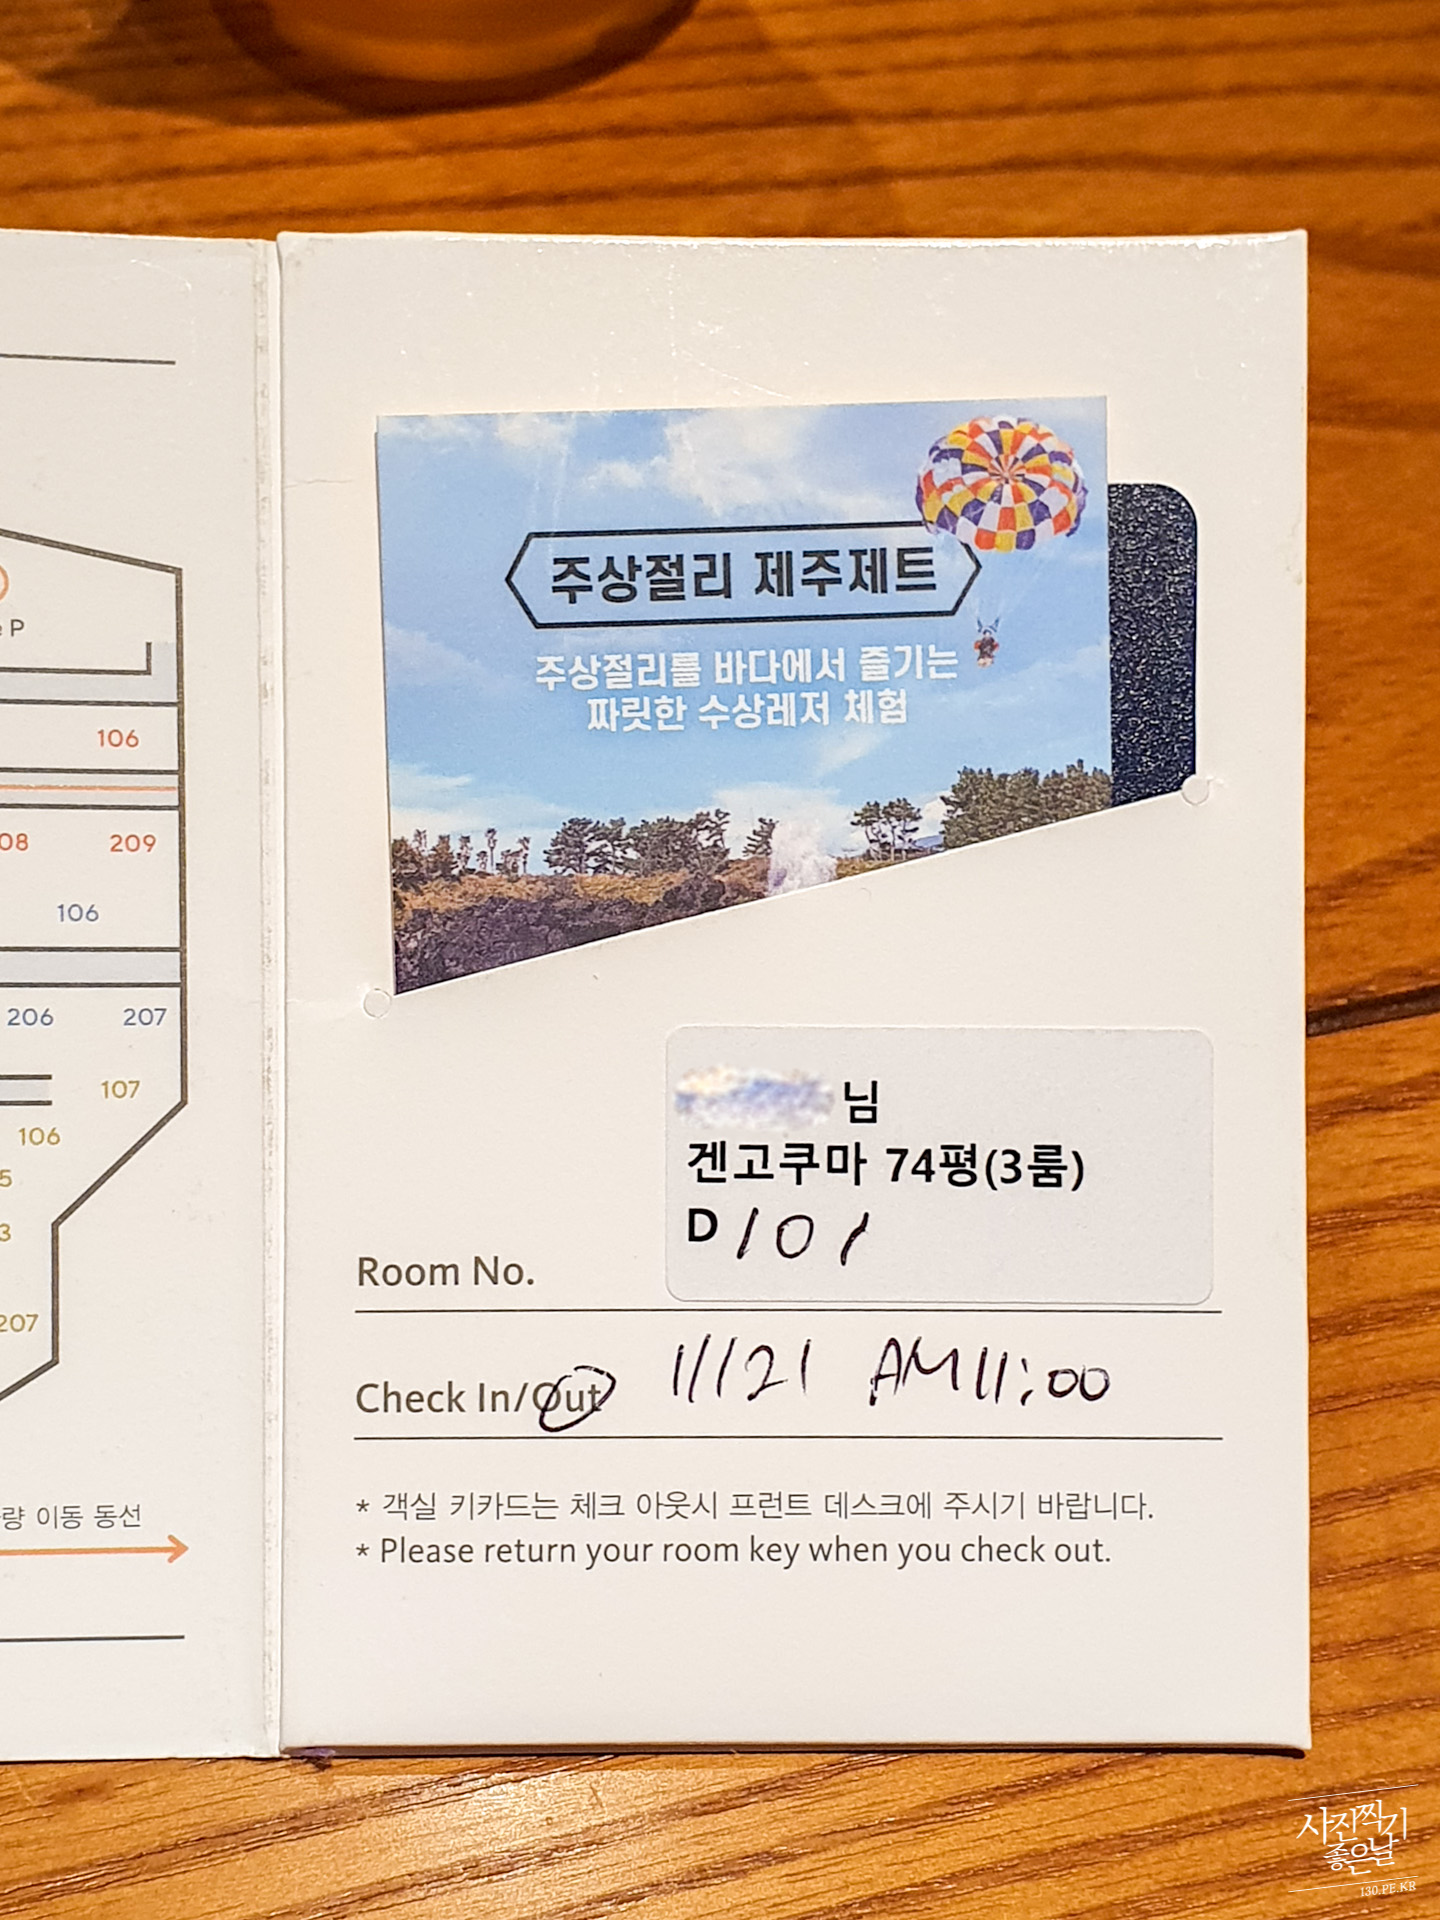 P
106
209
106
206 207
107
106
207
이동 동선
주상절리 제주제트
주상절리를 바다에서 즐기는
짜릿한 수상레저 체험
님
겐고쿠마 74평(3룸)
D 101
Room No.
Check In/Out 11/21 AM 11:00
* 객실 키카드는 체크 아웃시 프런트 데스크에 주시기 바랍니다.
* Please return your room key when you check out.
사진찍기
좋은날
130.PE.KR